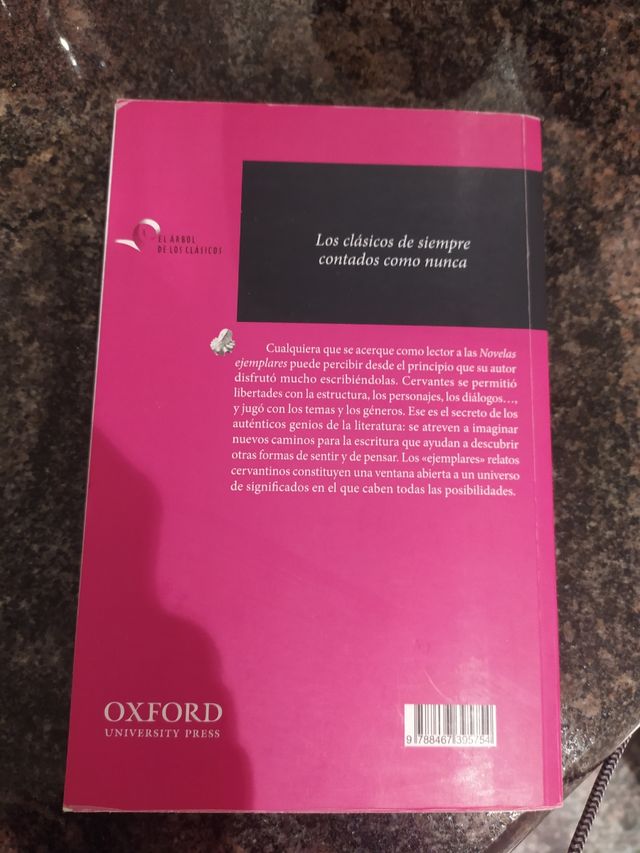 EL ÁRBOL
DE LOS CLÁSICOS
Los clásicos de siempre
contados como nunca
Cualquiera que se acerque como lector a las Novelas
ejemplares puede percibir desde el principio que su autor
disfrutó mucho escribiéndolas. Cervantes se permitió
libertades con la estructura, los personajes, los diálogos…,
y jugó con los temas y los géneros. Ese es el secreto de los
auténticos genios de la literatura: se atreven a imaginar
nuevos caminos para la escritura que ayudan a descubrir
otras formas de sentir y de pensar. Los «ejemplares» relatos
cervantinos constituyen una ventana abierta a un universo
de significados en el que caben todas las posibilidades.
OXFORD
UNIVERSITY PRESS
9 788467 395754